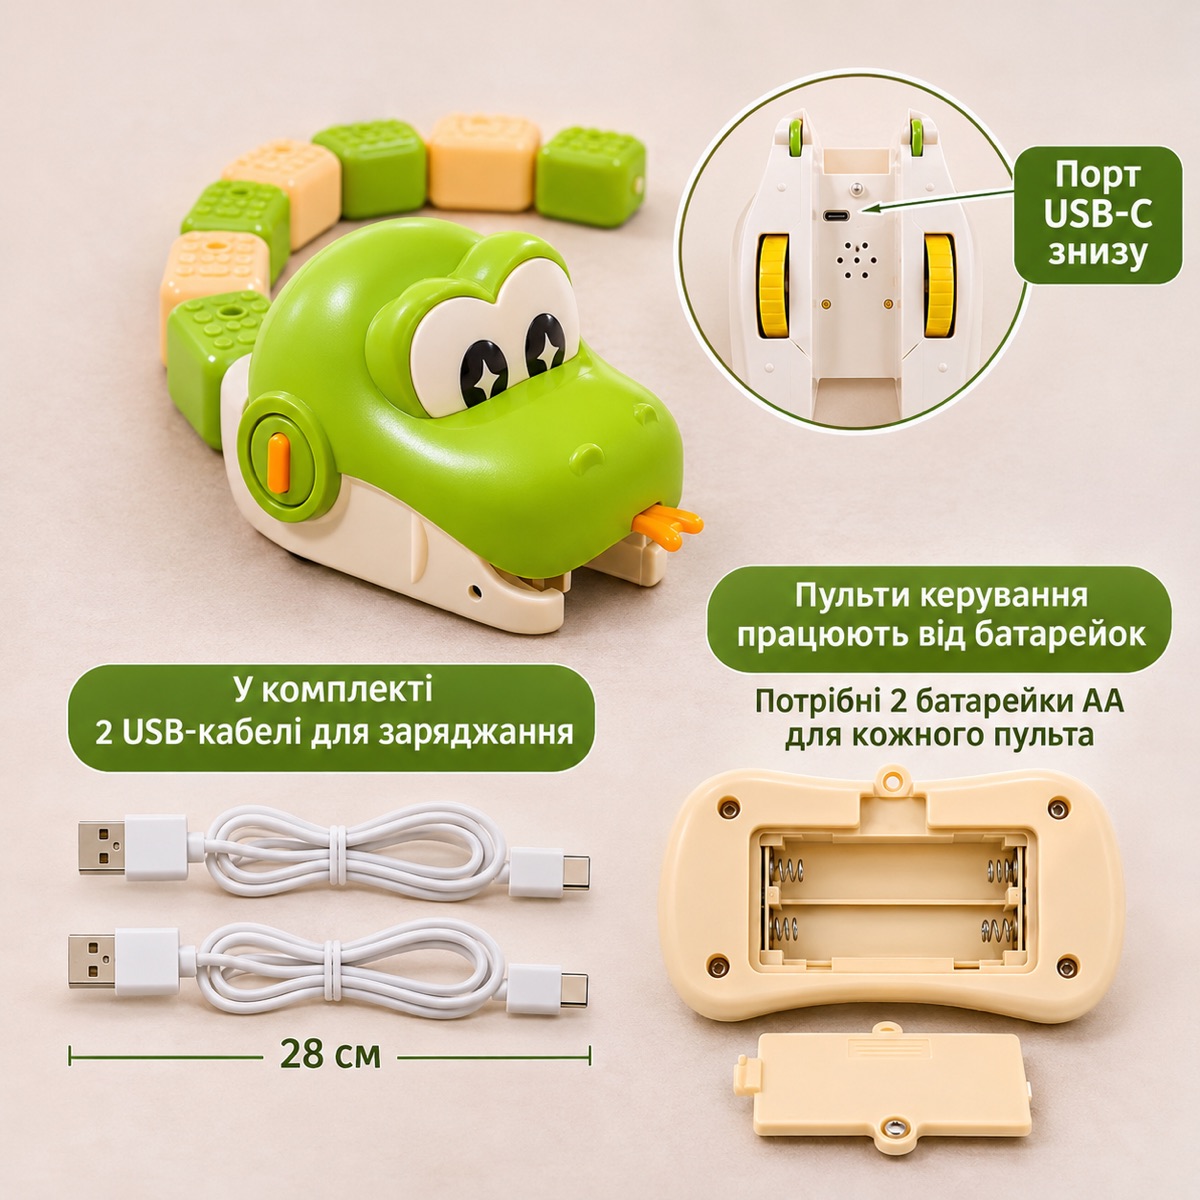 Порт
USB-C
знизу
Пульти керування
працюють від батарейок
Потрібні 2 батарейки АА
для кожного пульта
У комплекті
2 USB-кабелі для заряджання
28 см